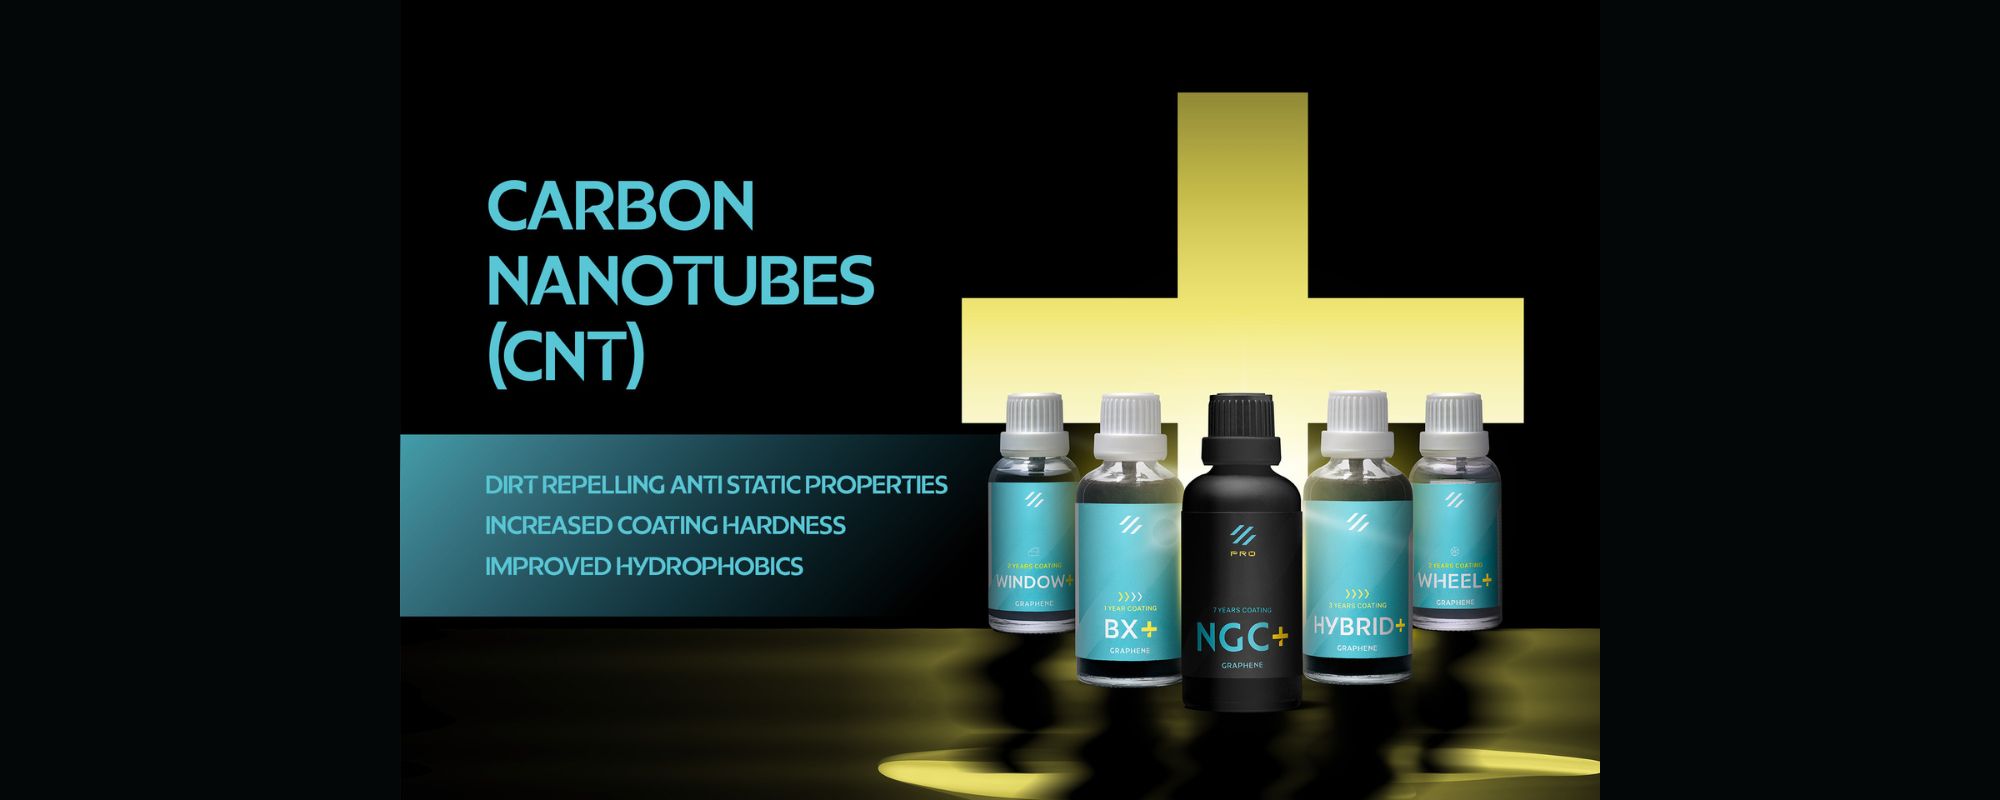 CARBON
NANOTUBES
(CNT)
DIRT REPELLING ANTI STATIC PROPERTIES
INCREASED COATING HARDNESS
IMPROVED HYDROPHOBICS
2 YEARS COATING
WINDOW+
GRAPHENE
1 YEAR COATING
BX+
GRAPHENE
PRO
7 YEARS COATING
NGC+
GRAPHENE
3 YEARS COATING
HYBRID+
GRAPHENE
2 YEARS COATING
WHEEL+
GRAPHENE